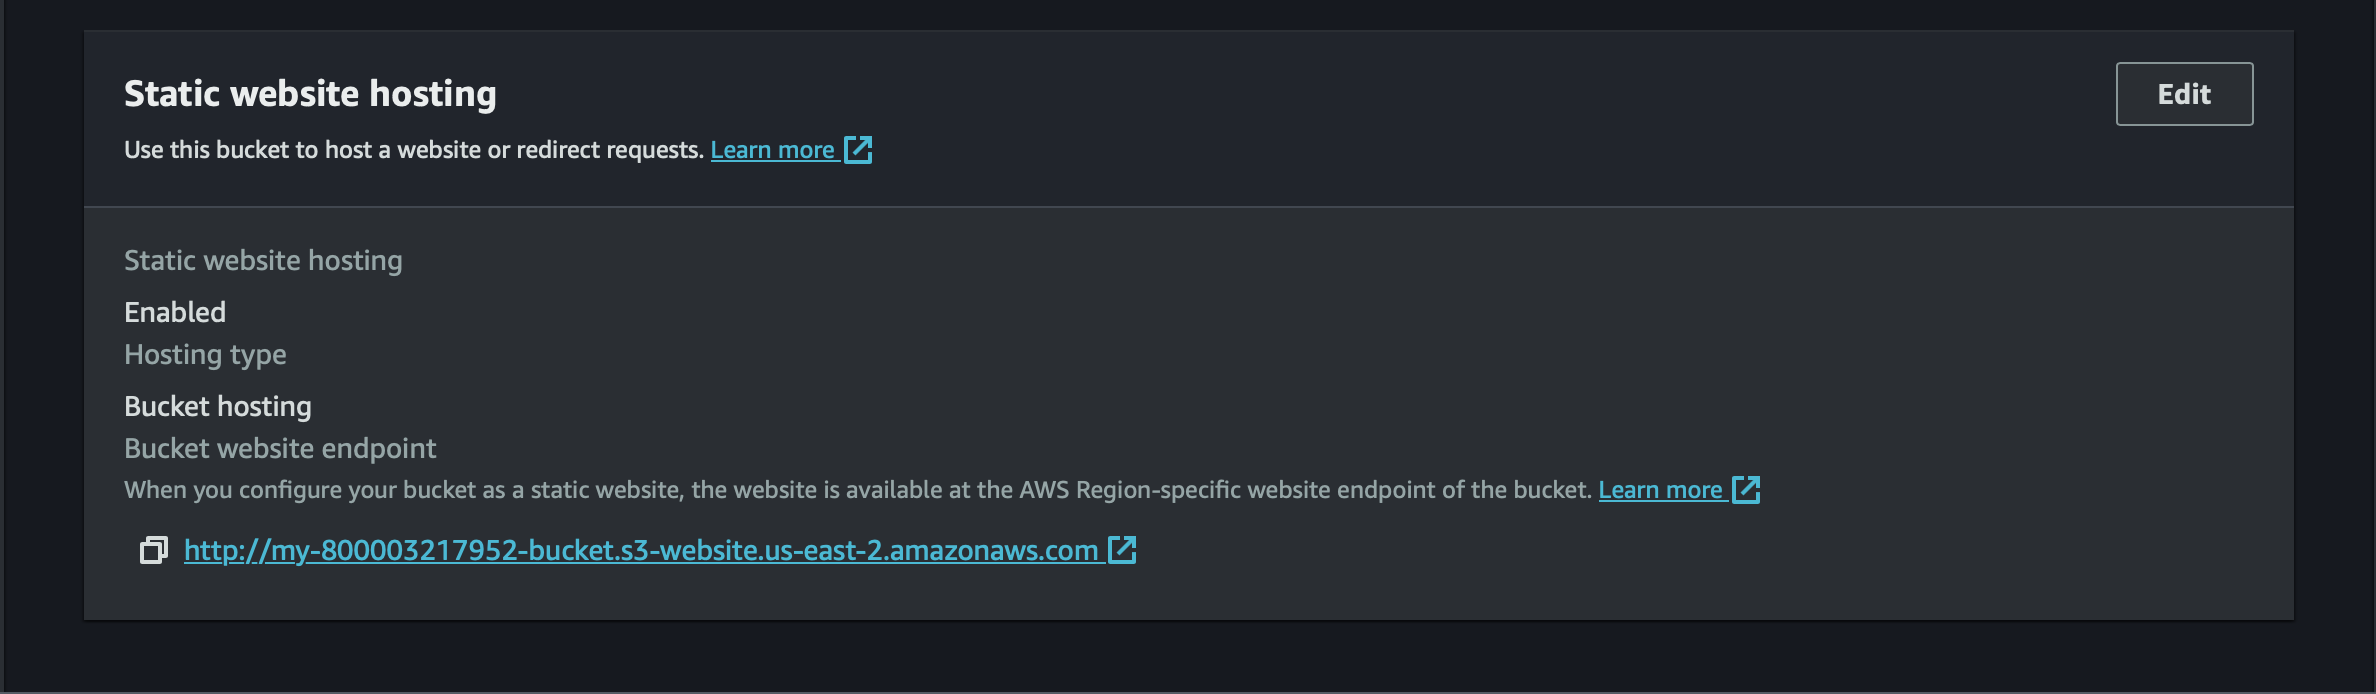 Static website hosting
Edit
Use this bucket to host a website or redirect requests. Learn more
Static website hosting
Enabled
Hosting type
Bucket hosting
Bucket website endpoint
When you configure your bucket as a static website, the website is available at the AWS Region-specific website endpoint of the bucket. Learn more
http://my-800003217952-bucket.s3-website.us-east-2.amazonaws.com